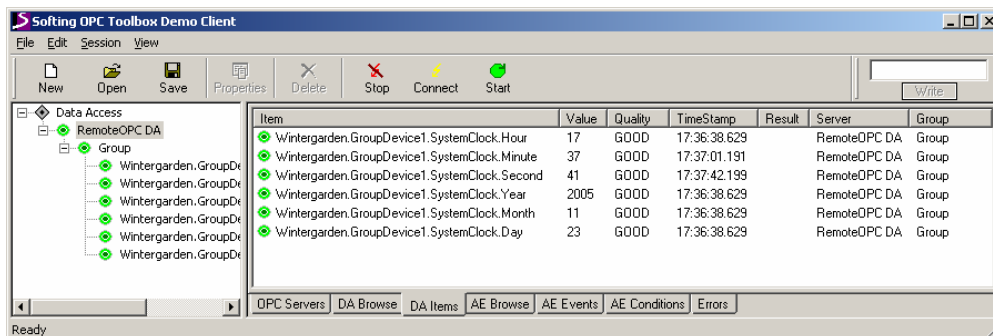 Softing OPC Toolbox Demo Client
File Edit Session View
New Open Save Properties Delete Stop Connect Start Write
Data Access
RemoteOPC DA
Group
Wintergarden.GroupDe
Wintergarden.GroupDe
Wintergarden.GroupDe
Wintergarden.GroupDe
Wintergarden.GroupDe
Wintergarden.GroupDe
Item Value Quality TimeStamp Result Server Group
Wintergarden.GroupDevice1.SystemClock.Hour 17 GOOD 17:36:38.629 RemoteOPC DA Group
Wintergarden.GroupDevice1.SystemClock.Minute 37 GOOD 17:37:01.191 RemoteOPC DA Group
Wintergarden.GroupDevice1.SystemClock.Second 41 GOOD 17:37:42.199 RemoteOPC DA Group
Wintergarden.GroupDevice1.SystemClock.Year 2005 GOOD 17:36:38.629 RemoteOPC DA Group
Wintergarden.GroupDevice1.SystemClock.Month 11 GOOD 17:36:38.629 RemoteOPC DA Group
Wintergarden.GroupDevice1.SystemClock.Day 23 GOOD 17:36:38.629 RemoteOPC DA Group
OPC Servers DA Browse DA Items AE Browse AE Events AE Conditions Errors
Ready